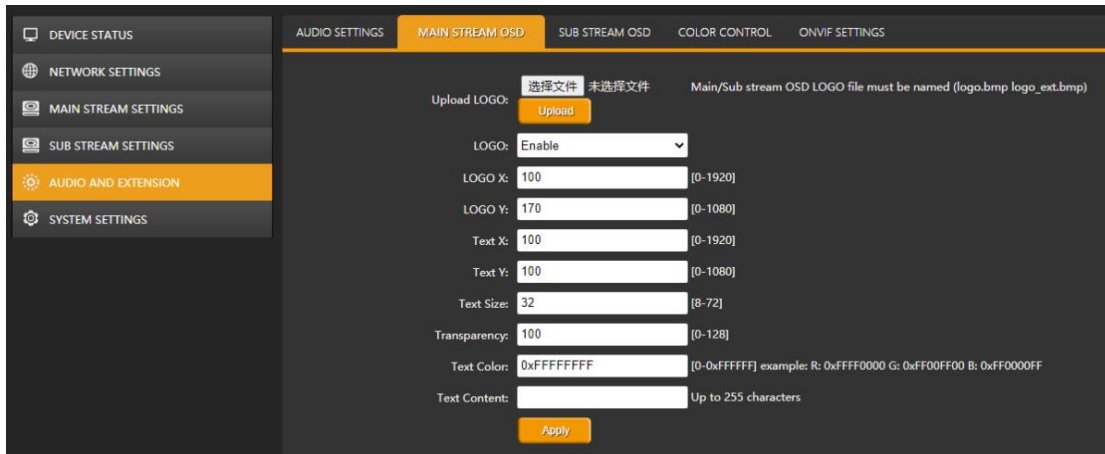 DEVICE STATUS
NETWORK SETTINGS
MAIN STREAM SETTINGS
SUB STREAM SETTINGS
AUDIO AND EXTENSION
SYSTEM SETTINGS
AUDIO SETTINGS MAIN STREAM OSD SUB STREAM OSD COLOR CONTROL ONVIF SETTINGS
Upload LOGO: 选择文件 未选择文件 Main/Sub stream OSD LOGO file must be named (logo.bmp logo_ext.bmp)
Upload
LOGO: Enable
LOGO X: 100 [0-1920]
LOGO Y: 170 [0-1080]
Text X: 100 [0-1920]
Text Y: 100 [0-1080]
Text Size: 32 [8-72]
Transparency: 100 [0-128]
Text Color: 0xFFFFFFFF [0-0xFFFFFF] example: R: 0xFFFF0000 G: 0xFF00FF00 B: 0xFF0000FF
Text Content: Up to 255 characters
Apply